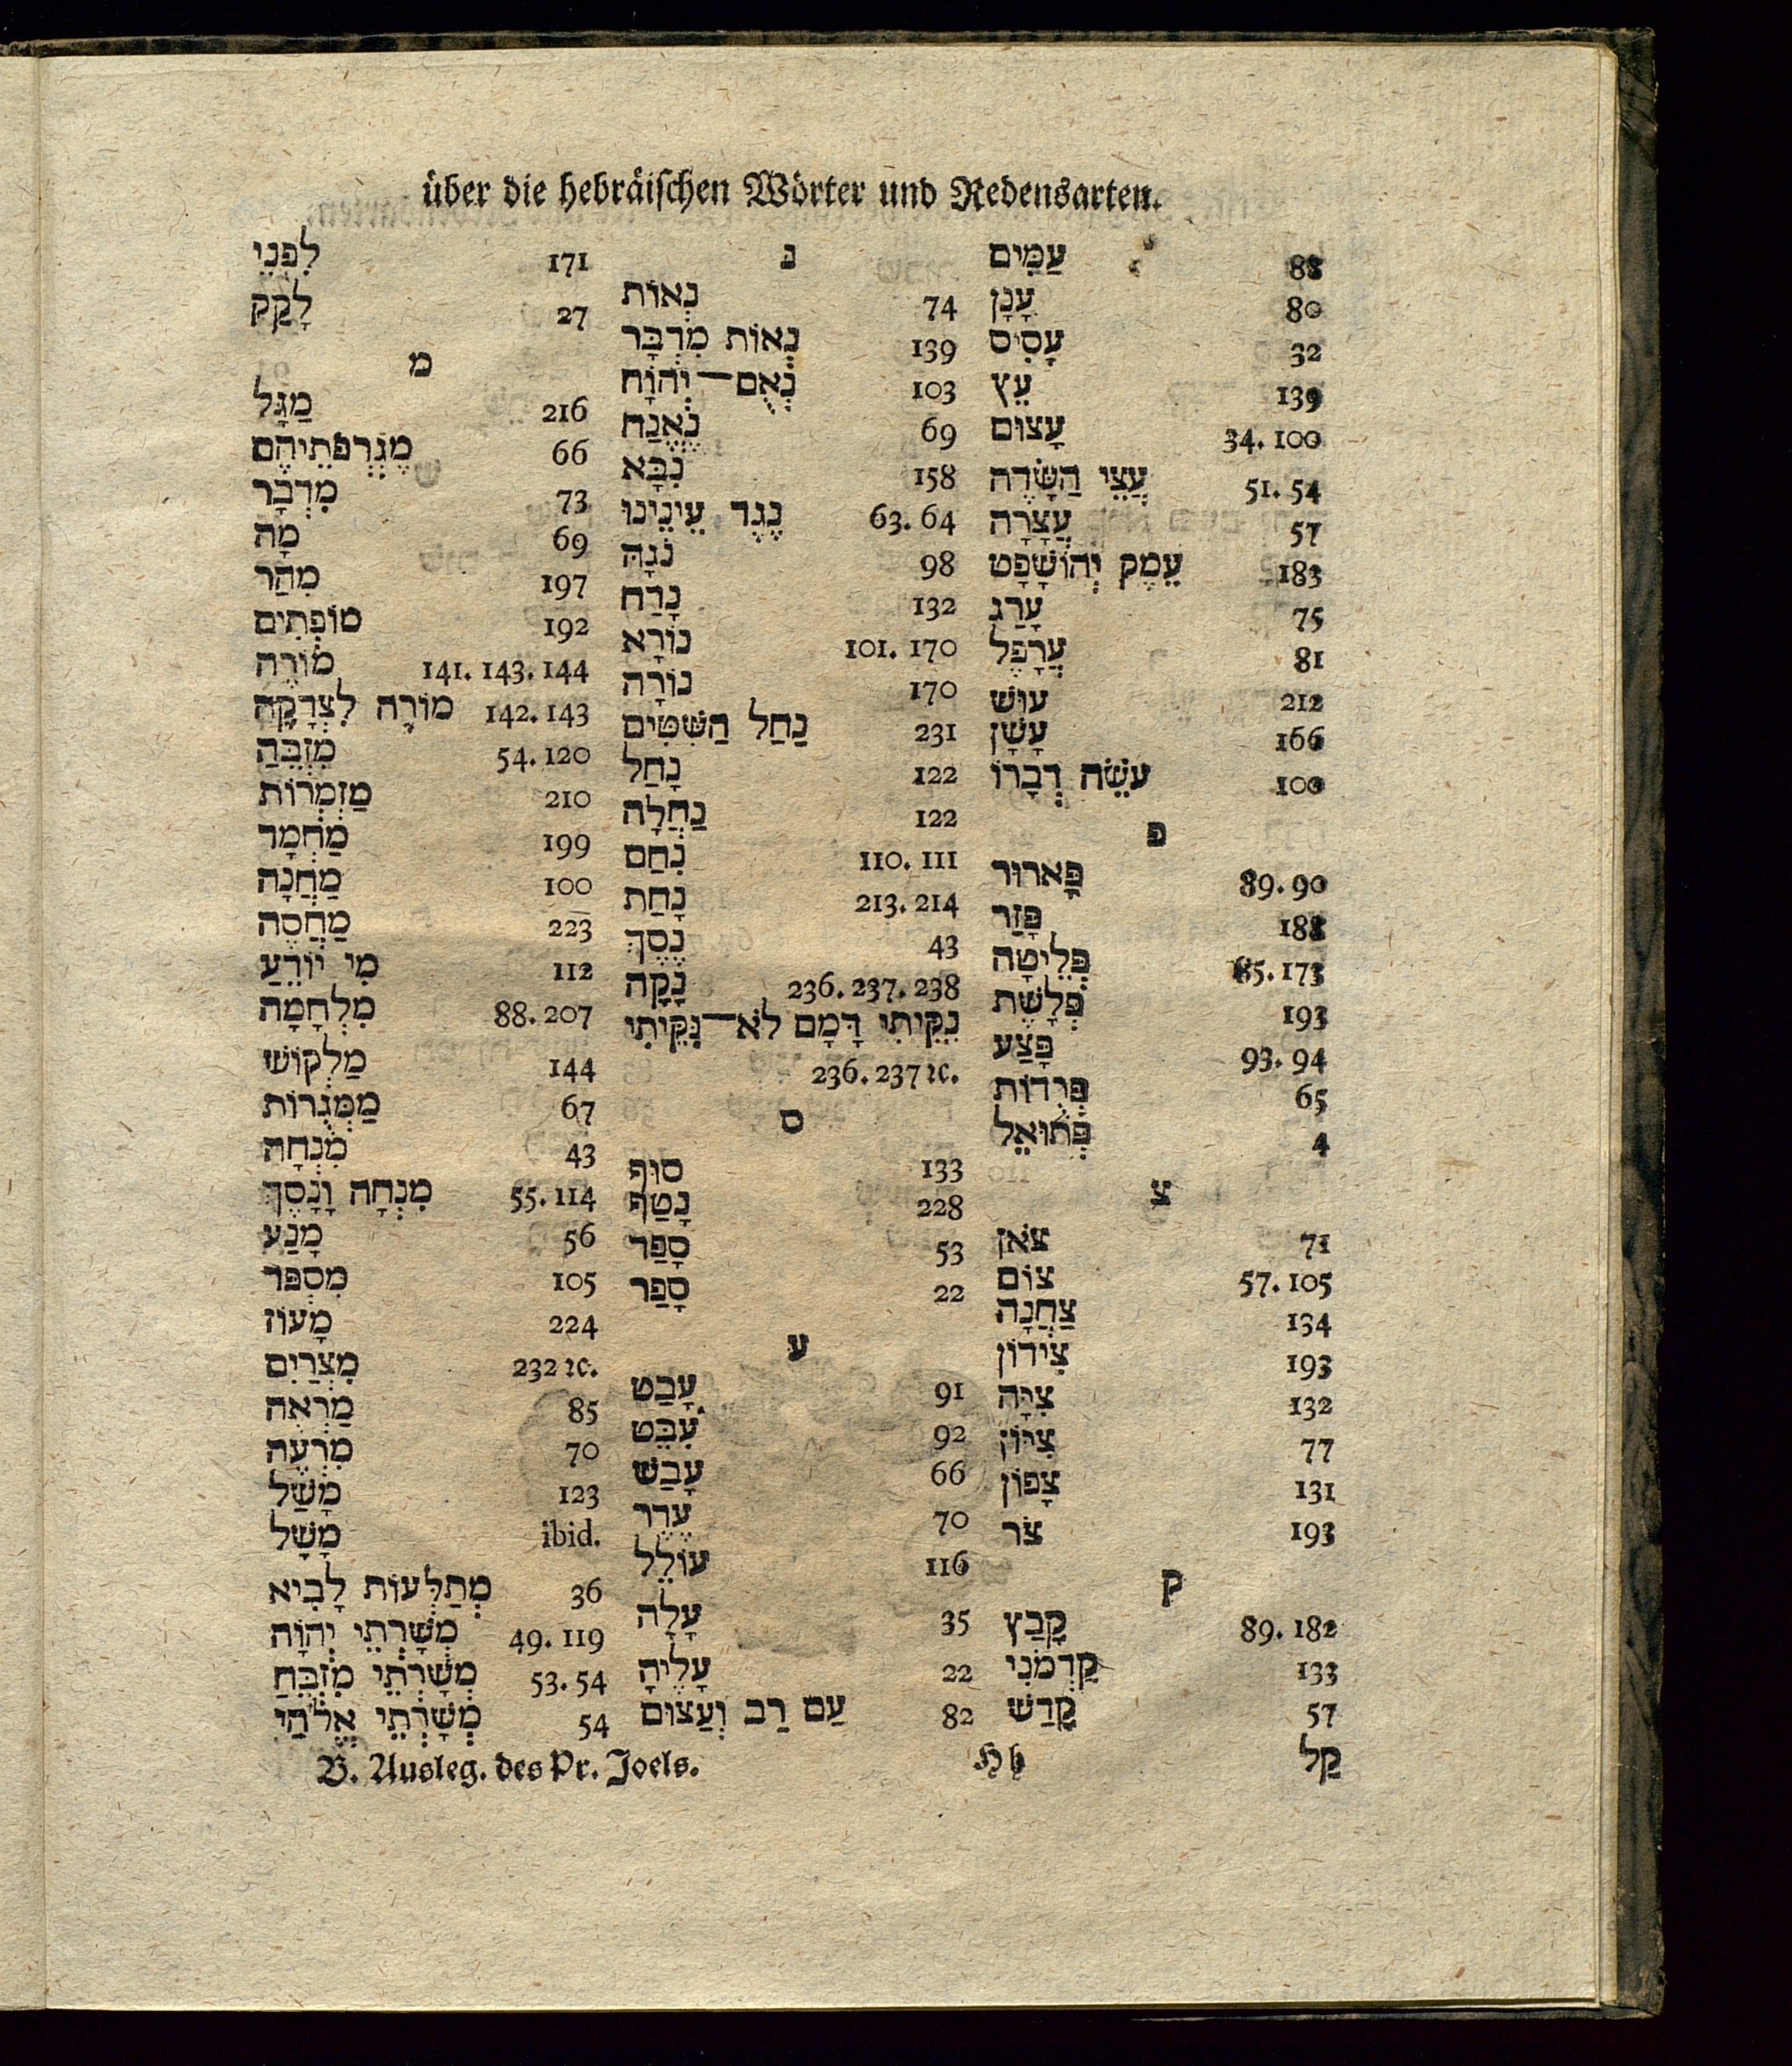 über die hebräischen Wörter und Redensarten.
לִפְנֵי 171
לָקַק 27
מ
מַגָּל 216
מֶגְרְפֹתֵיהֶם 66
מִדְבָּר 73
מָה 69
מִהַר 197
מוֹפְתִים 192
מוֹרֶה 141. 143. 144
מוֹרֶה לִצְדָקָה 142. 143
מִזְבֵּחַ 54. 120
מַזְמְרוֹת 210
מַחְמָד 199
מַחֲנֶה 100
מַחֲסֶה 223
מִי יוֹדֵעַ 112
מִלְחָמָה 88. 207
מַלְקוֹשׁ 144
מַמְּגֻרוֹת 67
מִנְחָה 43
מִנְחָה וָנֶסֶךְ 55. 114
מָנַע 56
מִסְפּר 105
מָעוֹז 224
מִצְרַיִם 232 ꝛc.
מַרְאֶה 85
מִרְעֶה 70
מָשַׁל 123
מָשָׁל ibid.
מְתַלְּעוֹת לָבִיא 36
מְשָׁרְתֵי יְהוָה 49. 119
מְשָׁרְתֵי מִזְבֵּחַ 53. 54
מְשָׁרְתֵי אֱלֹהַי 54
נ
נְאוֹת 74
נְאוֹת מִדְבָּר 139
נְאֻם־יְהוָה 103
נֶאֱנַח 69
נִבָּא 158
נֶגֶד עֵינֵינוּ 63. 64
נֹגַהּ 98
נָדַח 132
נוֹרָא 101. 170
נוֹרָה 170
נַחַל הַשִּׁטִּים 231
נָחַל 122
נַחֲלָה 122
נִחַם 110. 111
נָחַת 213. 214
נֶסֶךְ 43
נָקָה 236. 237. 238
נִקֵּיתִי דָּמָם לֹא־נִקֵּיתִי
236. 237 ꝛc.
ס
סוֹף 133
נָטַף 228
סָפַד 53
סָפַר 22
ע
עָבַט 91
עִבֵּט 92
עָבַשׁ 66
עֶדֶר 70
עוֹלֵל 116
עָלָה 35
עָלֶיהָ 22
עַם רַב וְעַצוּם 82
עַמִּים 88
עָנָן 80
עָסִיס 32
עֵץ 139
עָצוּם 34. 100
עֲצֵי הַשָּׂדֶה 51. 54
עֲצָרָה 57
עֵמֶק יְהוֹשָׁפָט 183
עָרַג 75
עֲרָפֶל 81
עוּשׁ 212
עָשָׁן 166
עֹשֵׂה דְבָרוֹ 100
פ
פָּארוּר 89. 90
פָּזַר 188
פְּלֵיטָה 85. 173
פְּלָשֶׁת 193
פָּצַע 93. 94
פְּרֻדוֹת 65
פְּתוּאֵל 4
צ
צֹאן 71
צוֹם 57. 105
צַחֲנָה 134
צִידוֹן 193
צִיָּה 132
צִיּוֹן 77
צָפוֹן 131
צֹר 193
ק
קָבַץ 89. 182
קַדְמֹנִי 133
קָדַשׁ 57
B. Ausleg. des Pr. Joels. Hh קַל